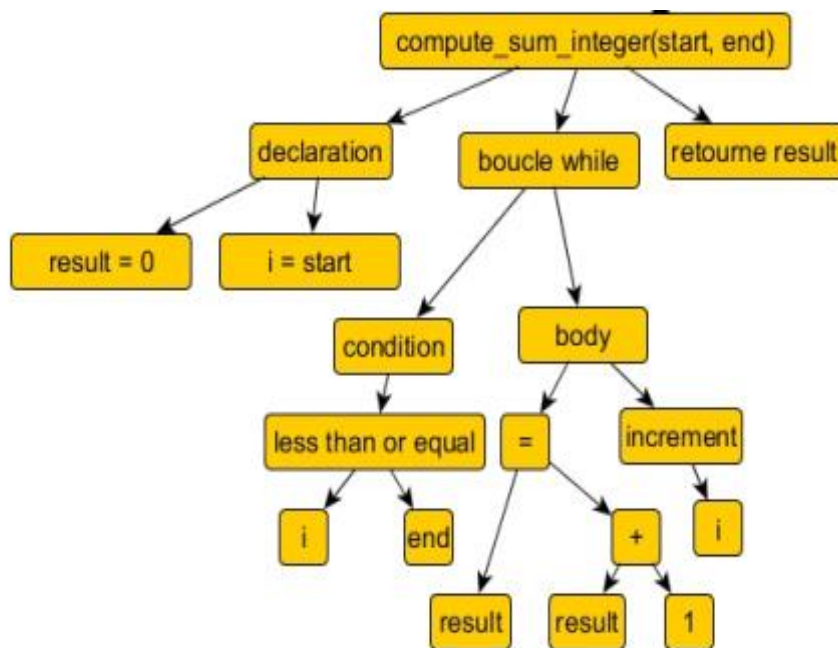 compute_sum_integer(start, end)
declaration
boucle while
retourne result
result = 0
i = start
condition
body
less than or equal
=
increment
i
end
+
i
result
result
1